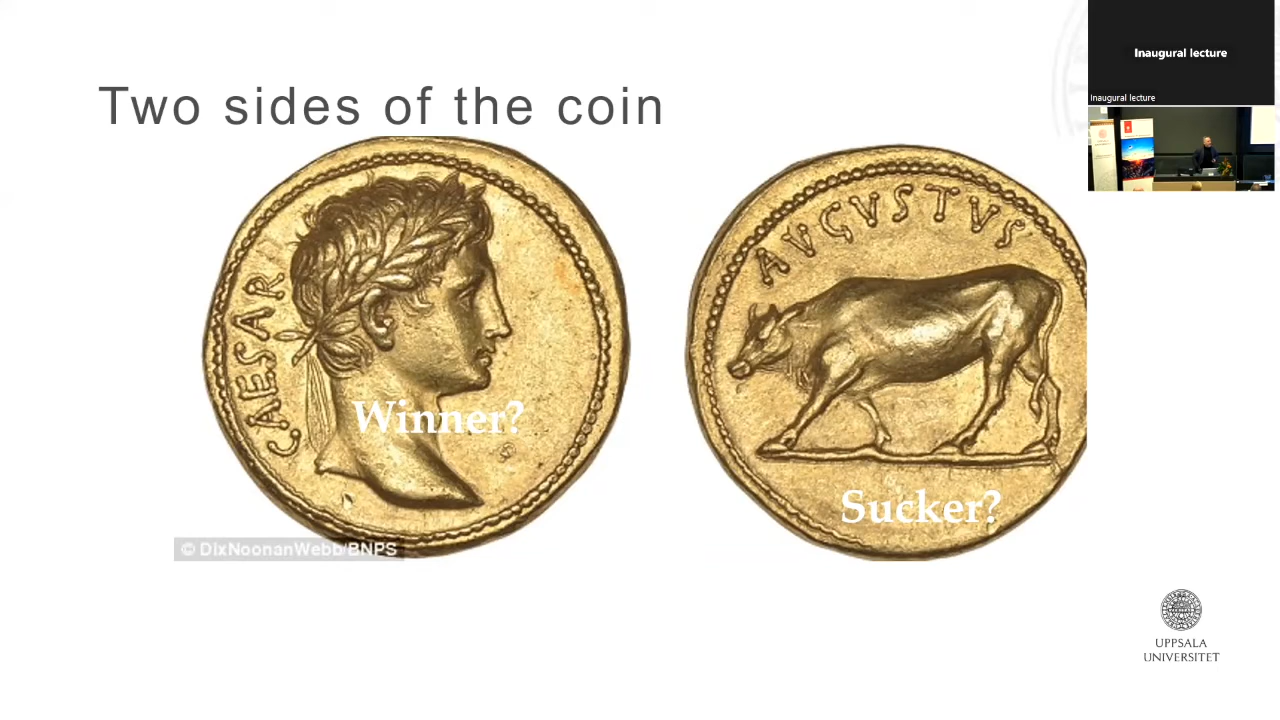 Two sides of the coin
CAESAR
Winner?
© DixNoonanWebb/BNPS
AVGVSTVS
Sucker?
Inaugural lecture
Inaugural lecture
UPPSALA
UNIVERSITET